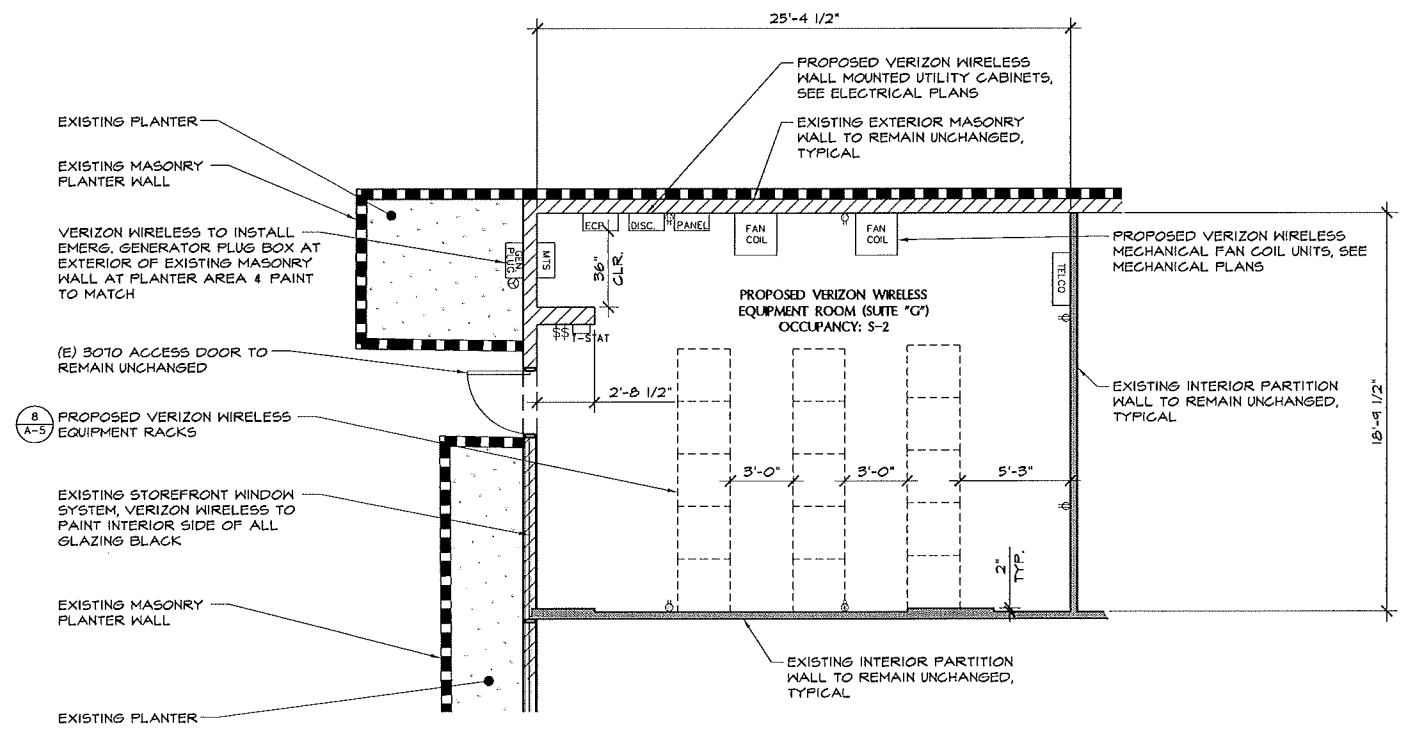 25'-4 1/2"
PROPOSED VERIZON WIRELESS
WALL MOUNTED UTILITY CABINETS,
SEE ELECTRICAL PLANS
EXISTING EXTERIOR MASONRY
WALL TO REMAIN UNCHANGED,
TYPICAL
EXISTING PLANTER
EXISTING MASONRY
PLANTER WALL
VERIZON WIRELESS TO INSTALL
EMERG. GENERATOR PLUG BOX AT
EXTERIOR OF EXISTING MASONRY
WALL AT PLANTER AREA & PAINT
TO MATCH
GEN
PLUG
MTS
ECP
DISC.
PANEL
36"
CLR.
FAN
COIL
FAN
COIL
TELCO
PROPOSED VERIZON WIRELESS
MECHANICAL FAN COIL UNITS, SEE
MECHANICAL PLANS
PROPOSED VERIZON WIRELESS
EQUIPMENT ROOM (SUITE "G")
OCCUPANCY: S-2
$$
T-STAT
(E) 3070 ACCESS DOOR TO
REMAIN UNCHANGED
2'-8 1/2"
EXISTING INTERIOR PARTITION
WALL TO REMAIN UNCHANGED,
TYPICAL
18'-9 1/2"
8
A-5
PROPOSED VERIZON WIRELESS
EQUIPMENT RACKS
3'-0"
3'-0"
5'-3"
EXISTING STOREFRONT WINDOW
SYSTEM, VERIZON WIRELESS TO
PAINT INTERIOR SIDE OF ALL
GLAZING BLACK
2"
TYP.
EXISTING MASONRY
PLANTER WALL
EXISTING INTERIOR PARTITION
WALL TO REMAIN UNCHANGED,
TYPICAL
EXISTING PLANTER